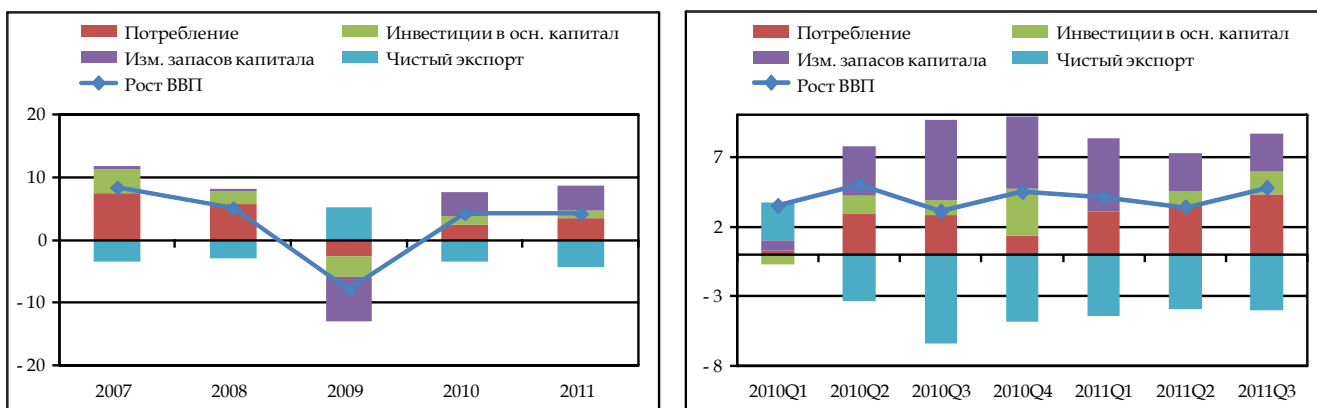 Потребление
Инвестиции в осн. капитал
Изм. запасов капитала
Чистый экспорт
Рост ВВП
20
10
0
- 10
- 20
2007 2008 2009 2010 2011
Потребление
Инвестиции в осн. капитал
Изм. запасов капитала
Чистый экспорт
Рост ВВП
7
2
- 3
- 8
2010Q1 2010Q2 2010Q3 2010Q4 2011Q1 2011Q2 2011Q3